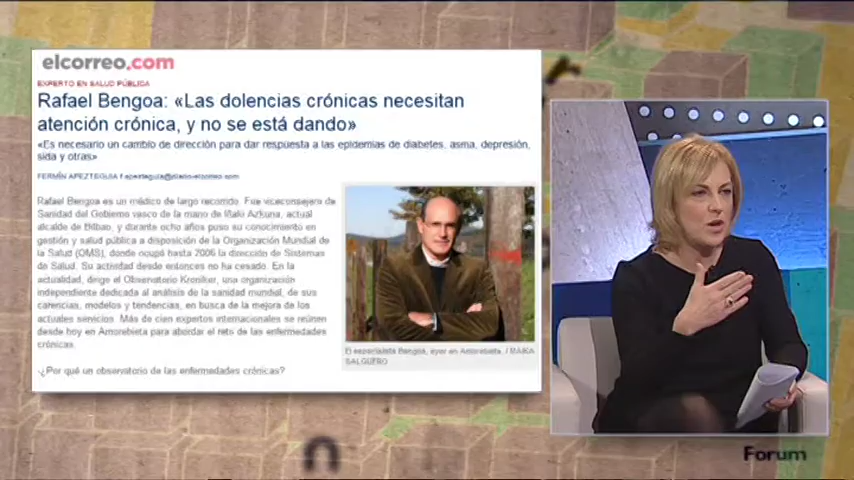 elcorreo.com
EXPERTO EN SALUD PÚBLICA
Rafael Bengoa: «Las dolencias crónicas necesitan
atención crónica, y no se está dando»
«Es necesario un cambio de dirección para dar respuesta a las epidemias de diabetes, asma, depresión,
sida y otras»
FERMÍN APEZTEGUIA f.apezteguia@diario-elcorreo.com
Rafael Bengoa es un médico de largo recorrido. Fue viceconsejero de
Sanidad del Gobierno vasco de la mano de Iñaki Azkuna, actual
alcalde de Bilbao, y durante ocho años puso su conocimiento en
gestión y salud pública a disposición de la Organización Mundial de
la Salud (OMS), donde ocupó hasta 2006 la dirección de Sistemas
de Salud. Su actividad desde entonces no ha cesado. En la
actualidad, dirige el Observatorio Kroniker, una organización
independiente dedicada al análisis de la sanidad mundial, de sus
carencias, modelos y tendencias, en busca de la mejora de los
actuales servicios. Más de cien expertos internacionales se reúnen
desde hoy en Amorebieta para abordar el reto de las enfermedades
crónicas.
-¿Por qué un observatorio de las enfermedades crónicas?
El especialista Bengoa, ayer en Amorebieta. / MAIKA
SALGUERO
Forum